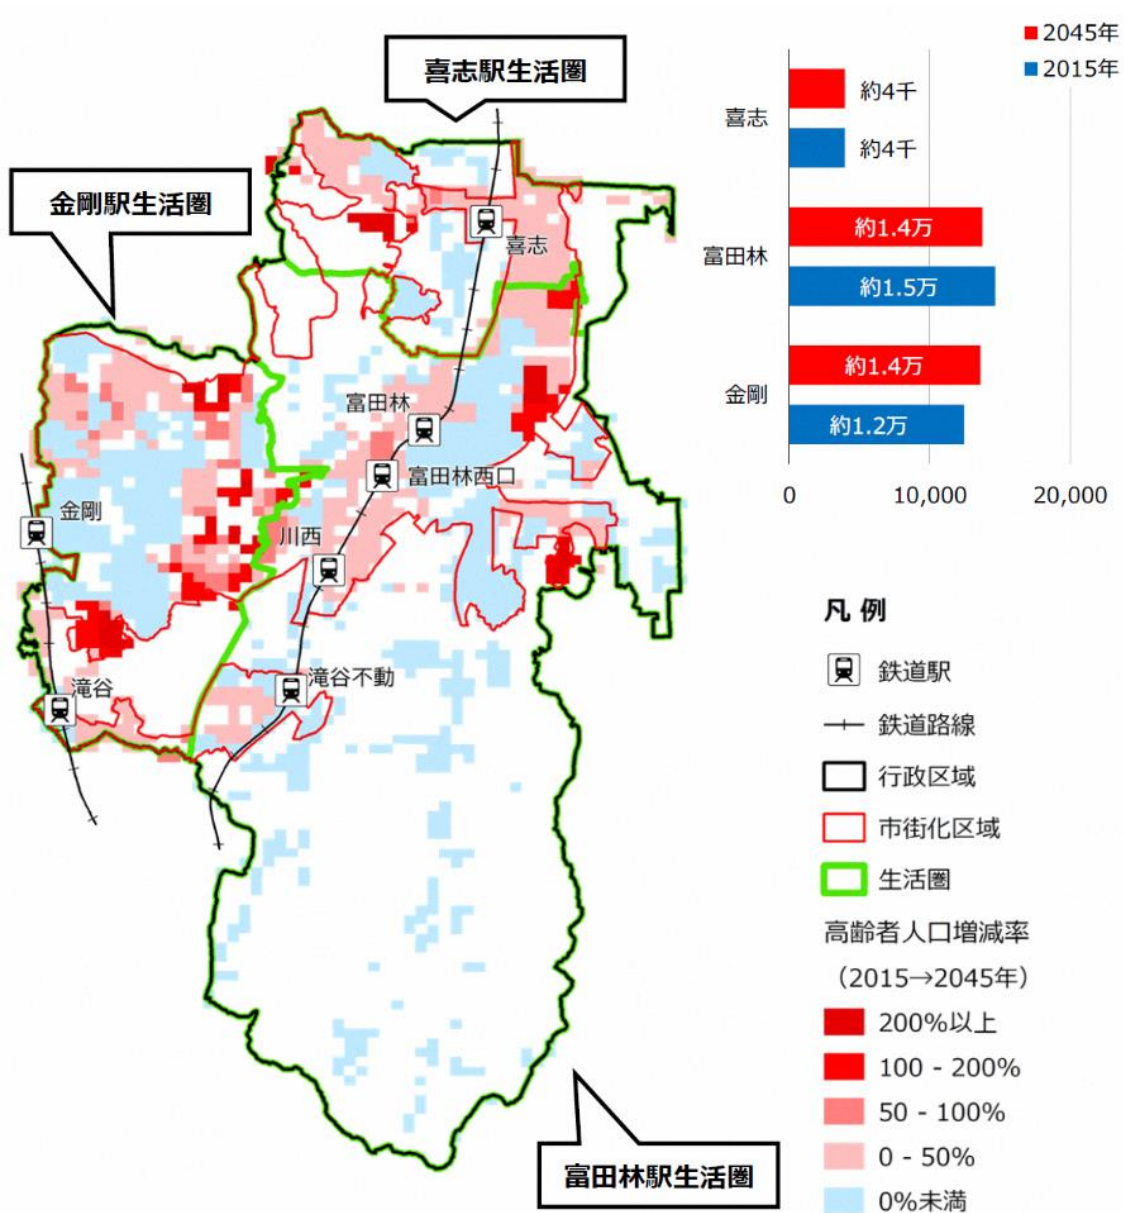 喜志駅生活圏
金剛駅生活圏
富田林駅生活圏
喜志
富田林
富田林西口
川西
滝谷不動
金剛
滝谷
2045年
2015年
喜志
約4千
約4千
富田林
約1.4万
約1.5万
金剛
約1.4万
約1.2万
0
10,000
20,000
凡 例
鉄道駅
鉄道路線
行政区域
市街化区域
生活圏
高齢者人口増減率
（2015→2045年）
200%以上
100 - 200%
50 - 100%
0 - 50%
0%未満